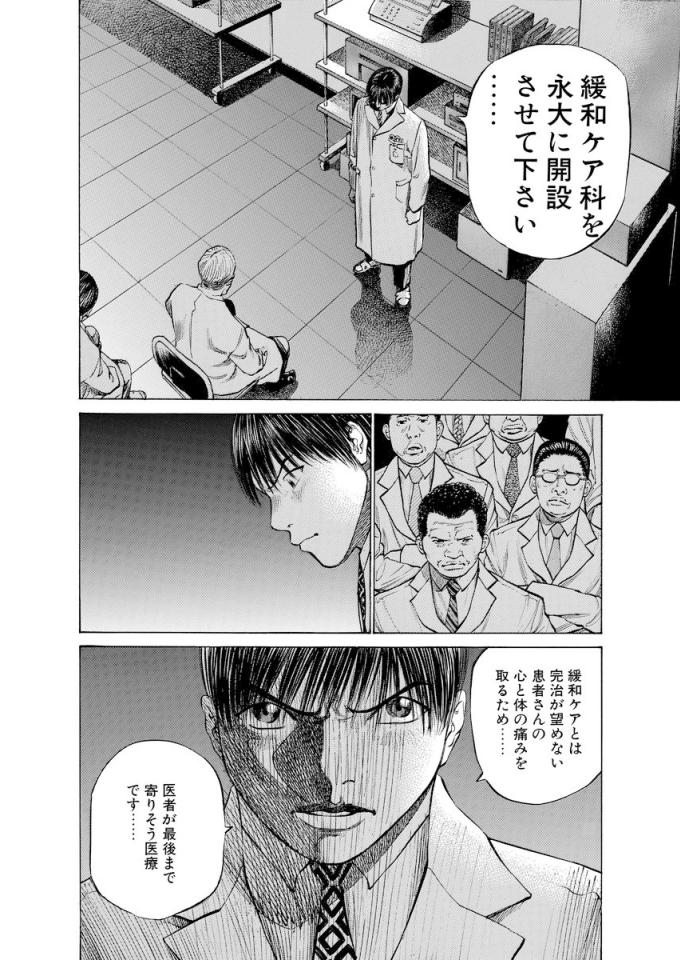 緩和ケア科を
永大に開設
させて下さい
……
緩和ケアとは
完治が望めない
患者さんの
心と体の痛みを
取るため……
医者が最後まで
寄りそう医療
です……